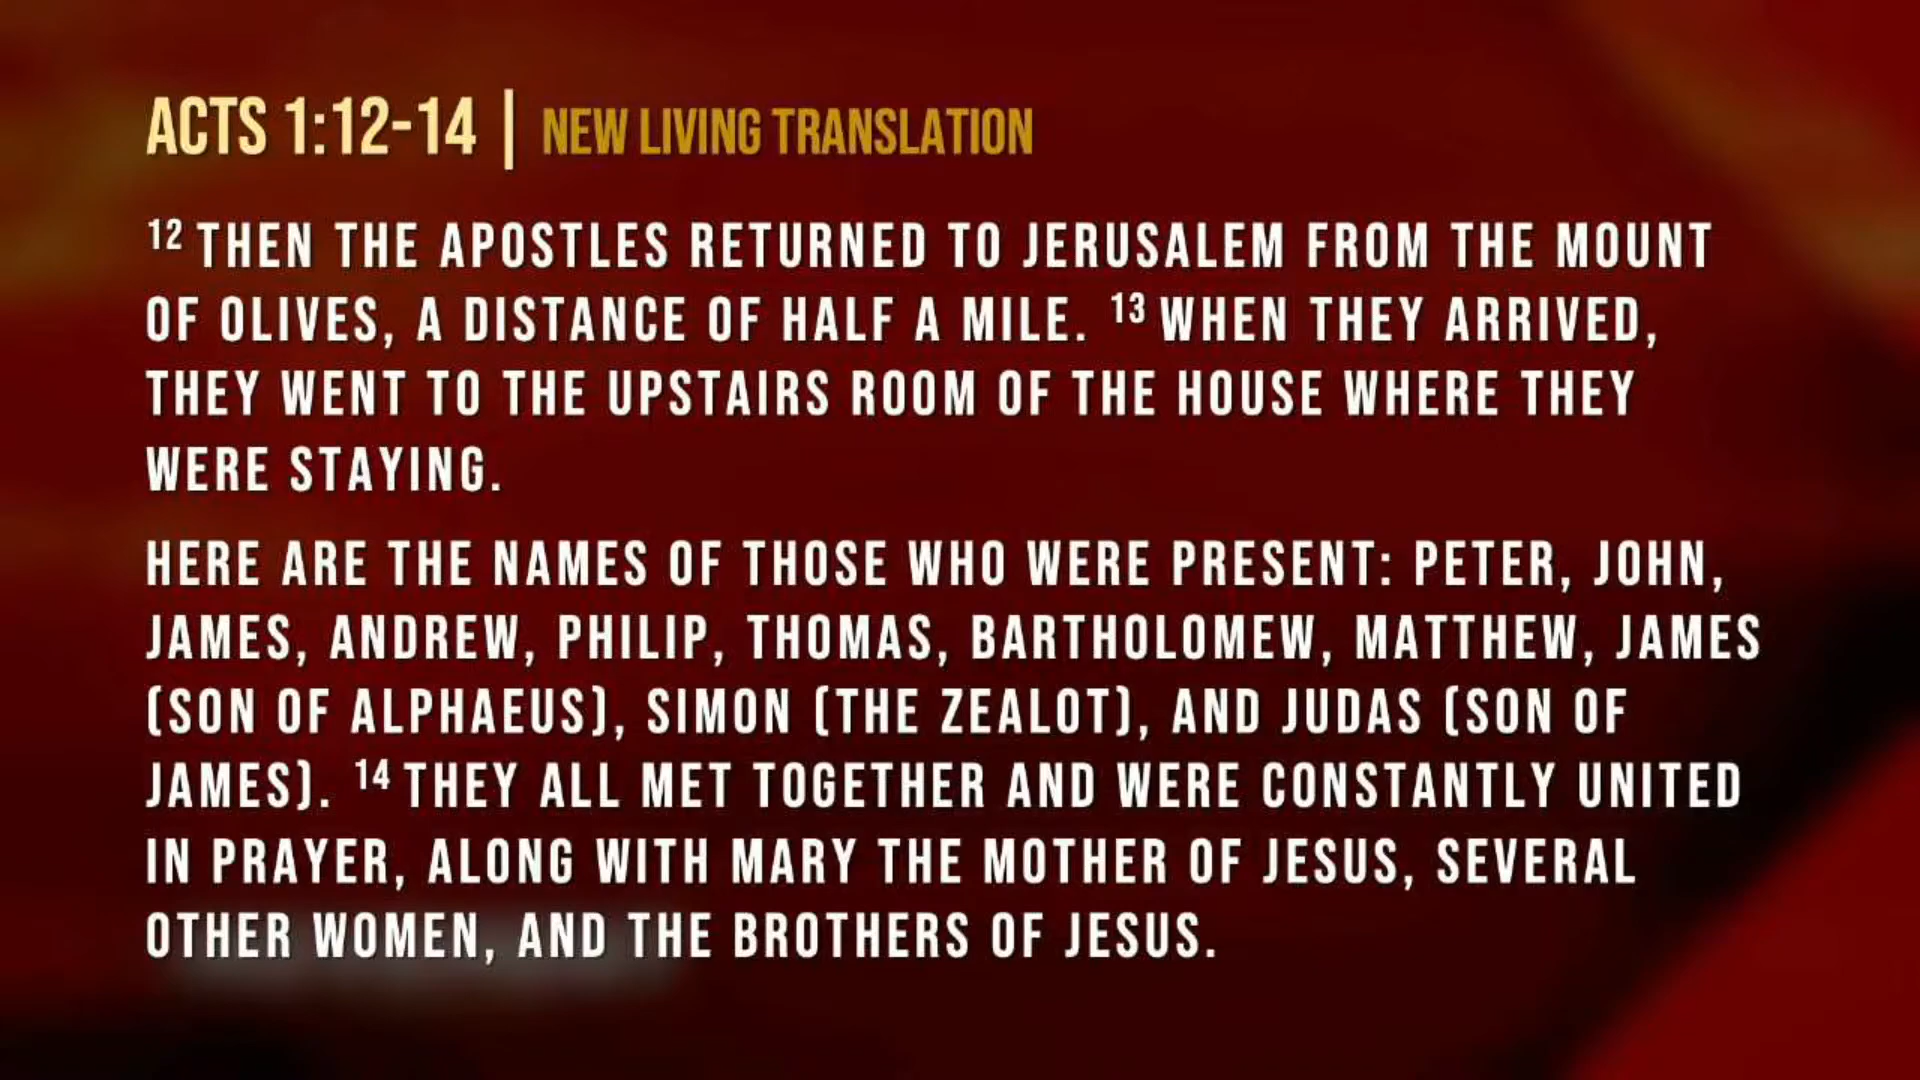 ACTS 1:12-14 | NEW LIVING TRANSLATION
12 THEN THE APOSTLES RETURNED TO JERUSALEM FROM THE MOUNT
OF OLIVES, A DISTANCE OF HALF A MILE. 13 WHEN THEY ARRIVED,
THEY WENT TO THE UPSTAIRS ROOM OF THE HOUSE WHERE THEY
WERE STAYING.
HERE ARE THE NAMES OF THOSE WHO WERE PRESENT: PETER, JOHN,
JAMES, ANDREW, PHILIP, THOMAS, BARTHOLOMEW, MATTHEW, JAMES
(SON OF ALPHAEUS), SIMON (THE ZEALOT), AND JUDAS (SON OF
JAMES). 14 THEY ALL MET TOGETHER AND WERE CONSTANTLY UNITED
IN PRAYER, ALONG WITH MARY THE MOTHER OF JESUS, SEVERAL
OTHER WOMEN, AND THE BROTHERS OF JESUS.